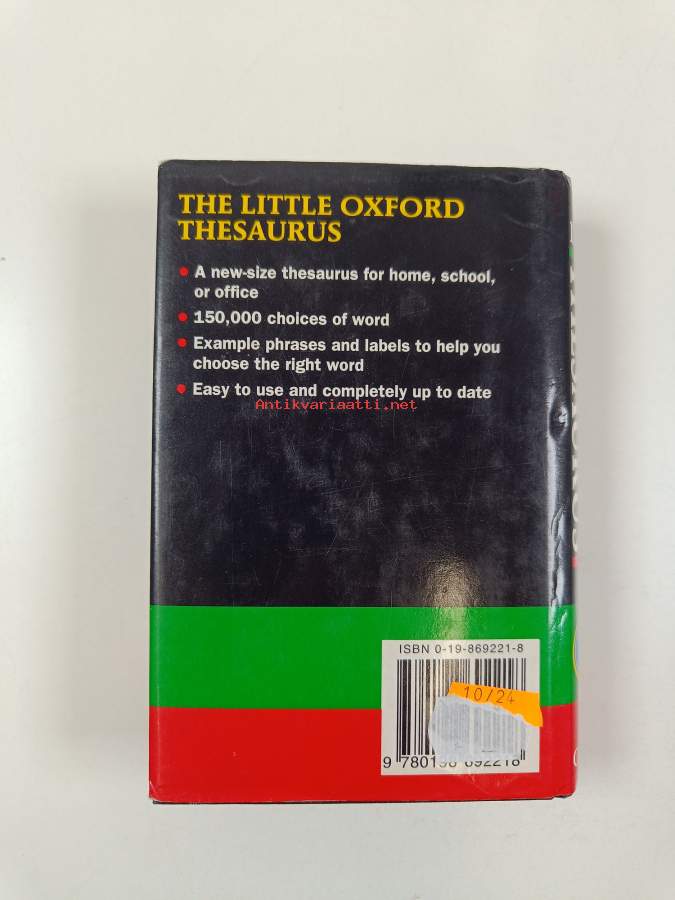 THE LITTLE OXFORD
THESAURUS
• A new-size thesaurus for home, school,
or office
• 150,000 choices of word
• Example phrases and labels to help you
choose the right word
• Easy to use and completely up to date
Antikvariaatti.net
ISBN 0-19-869221-8
10/24
9 780198 692218